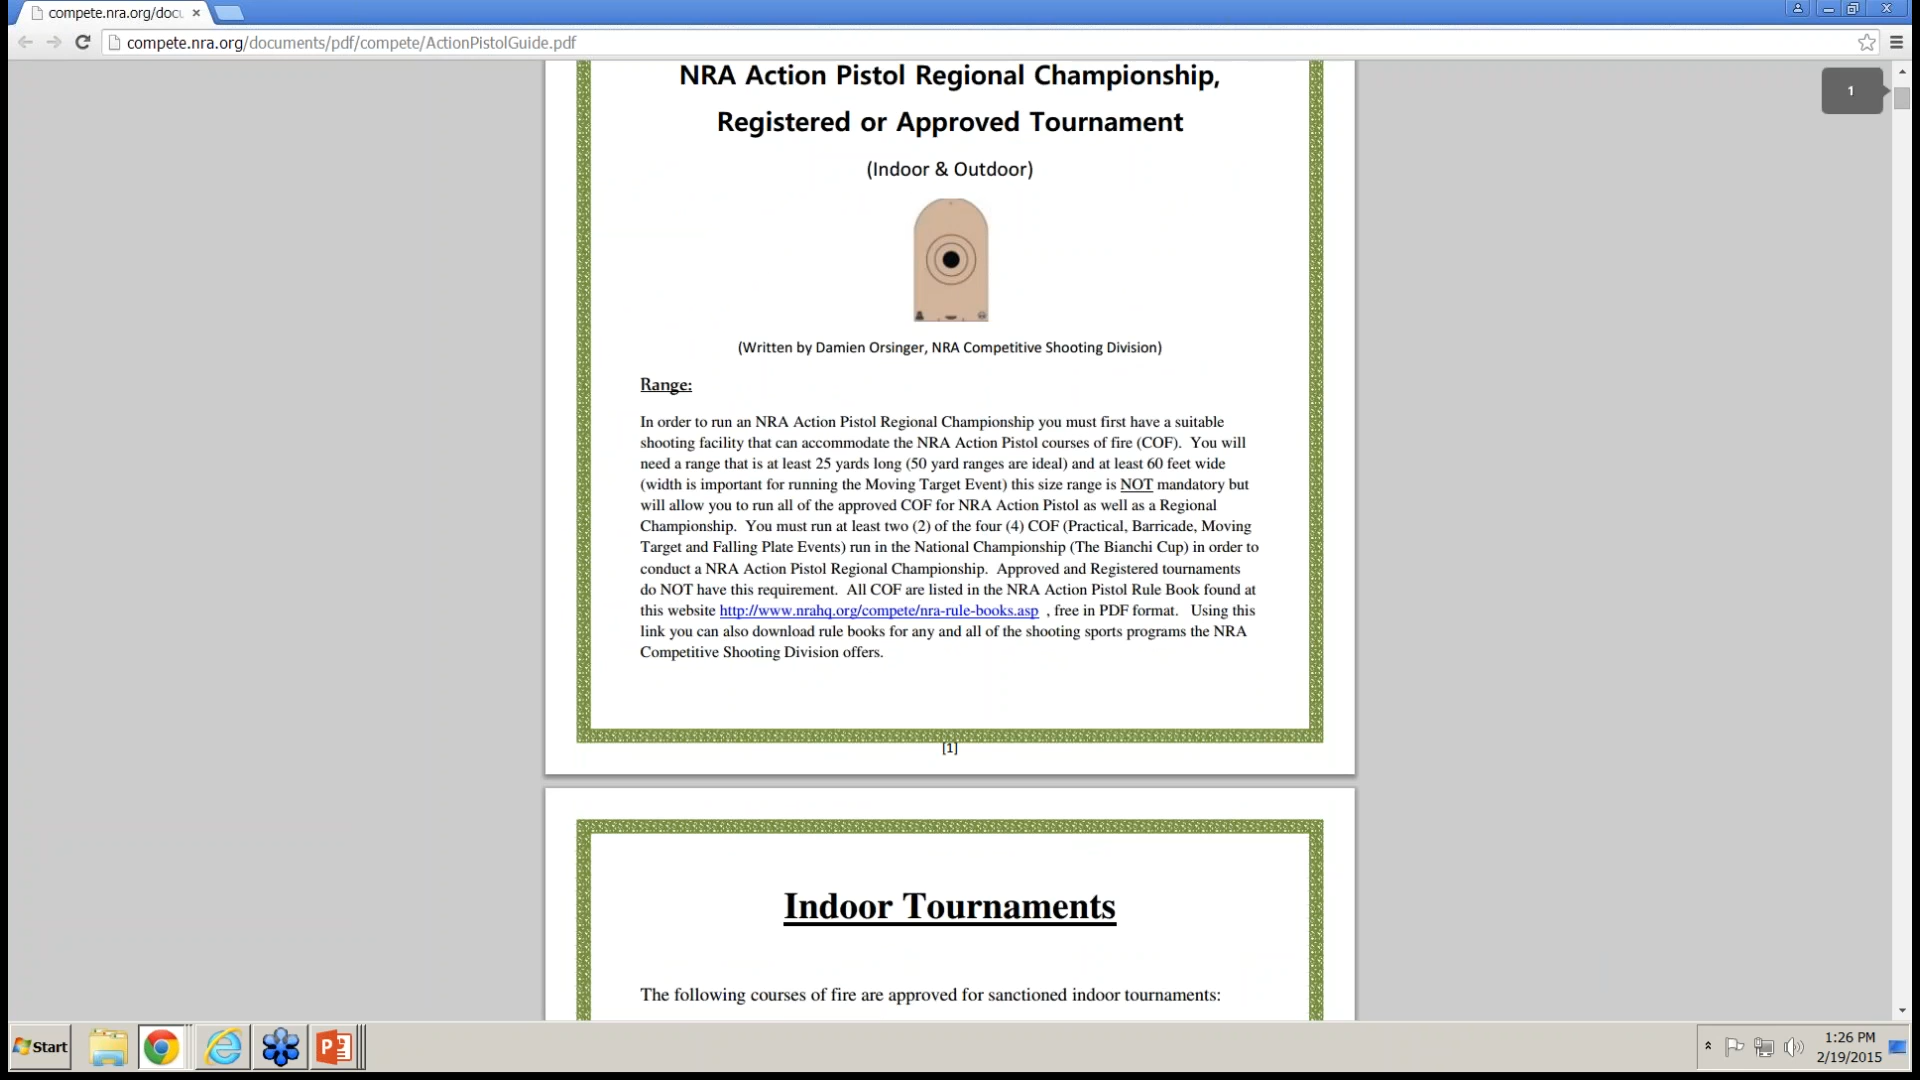 compete.nra.org/docu
compete.nra.org/documents/pdf/compete/ActionPistolGuide.pdf
1
NRA Action Pistol Regional Championship,
Registered or Approved Tournament
(Indoor & Outdoor)
(Written by Damien Orsinger, NRA Competitive Shooting Division)
Range:
In order to run an NRA Action Pistol Regional Championship you must first have a suitable
shooting facility that can accommodate the NRA Action Pistol courses of fire (COF). You will
need a range that is at least 25 yards long (50 yard ranges are ideal) and at least 60 feet wide
(width is important for running the Moving Target Event) this size range is NOT mandatory but
will allow you to run all of the approved COF for NRA Action Pistol as well as a Regional
Championship. You must run at least two (2) of the four (4) COF (Practical, Barricade, Moving
Target and Falling Plate Events) run in the National Championship (The Bianchi Cup) in order to
conduct a NRA Action Pistol Regional Championship. Approved and Registered tournaments
do NOT have this requirement. All COF are listed in the NRA Action Pistol Rule Book found at
this website http://www.nrahq.org/compete/nra-rule-books.asp , free in PDF format. Using this
link you can also download rule books for any and all of the shooting sports programs the NRA
Competitive Shooting Division offers.
[1]
Indoor Tournaments
The following courses of fire are approved for sanctioned indoor tournaments:
Start
1:26 PM
2/19/2015